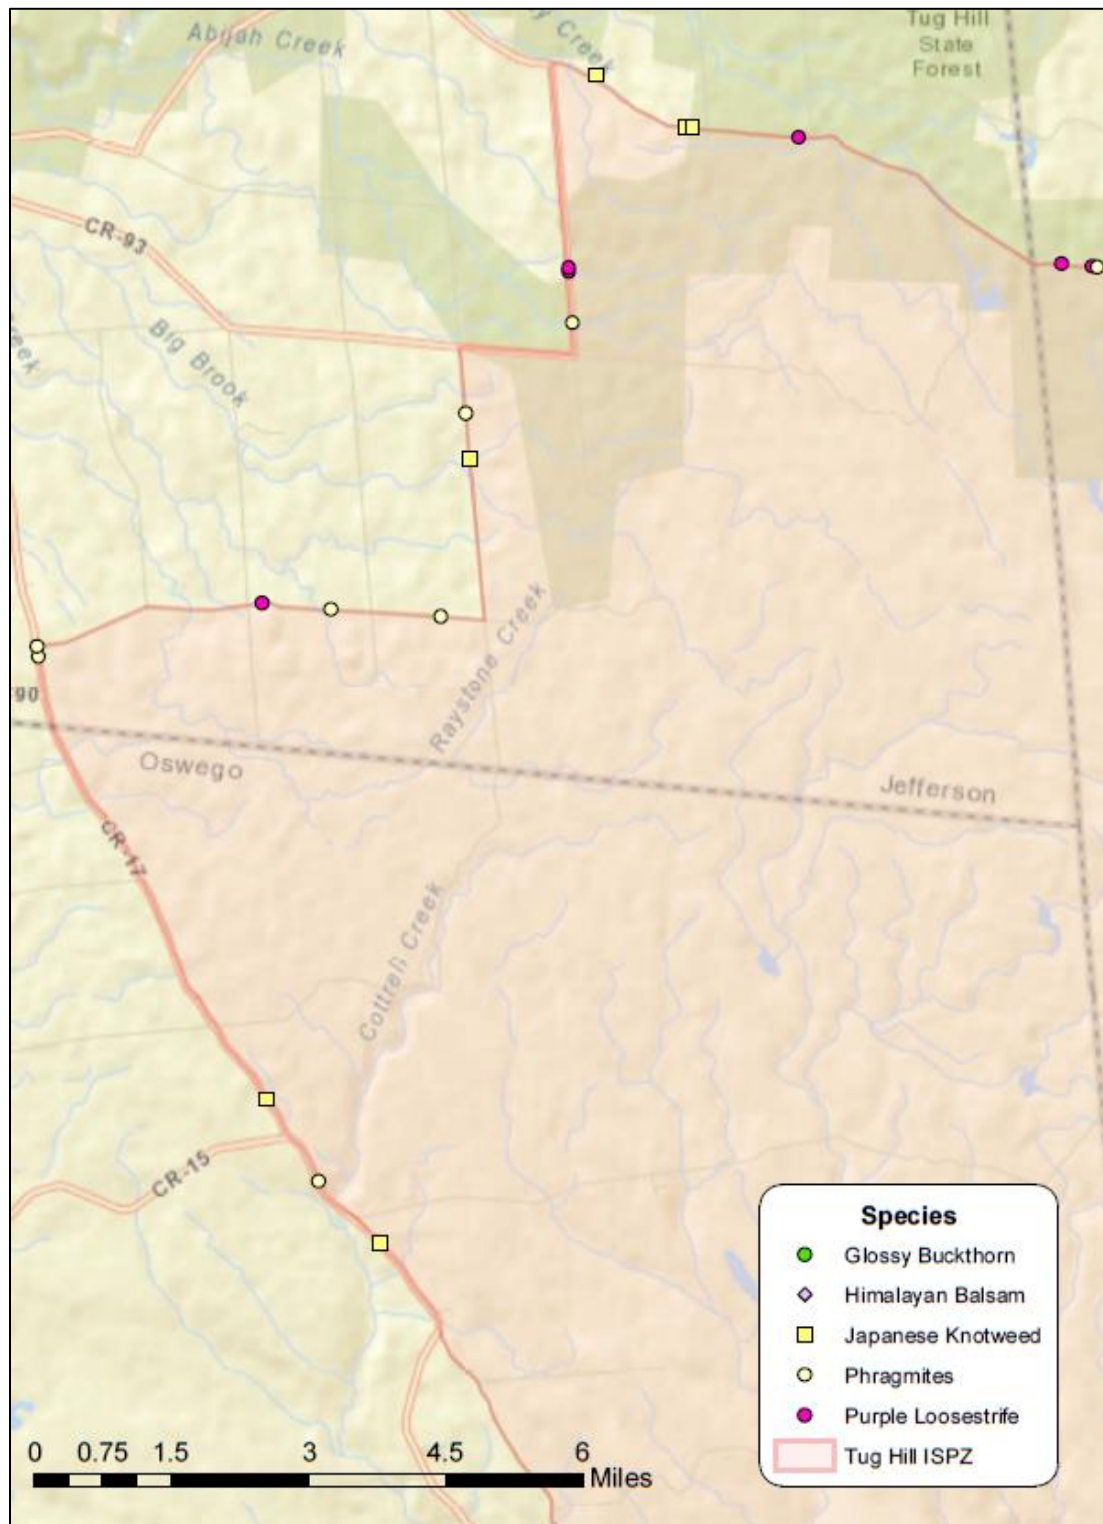 Abijah Creek
y Creek
Tug Hill
State
Forest
CR-93
Big Brook
reek
Raystone Creek
90
Oswego
Jefferson
CR-17
Cottrell Creek
CR-15
Species
Glossy Buckthorn
Himalayan Balsam
Japanese Knotweed
Phragmites
Purple Loosestrife
Tug Hill ISPZ
0 0.75 1.5 3 4.5 6
Miles